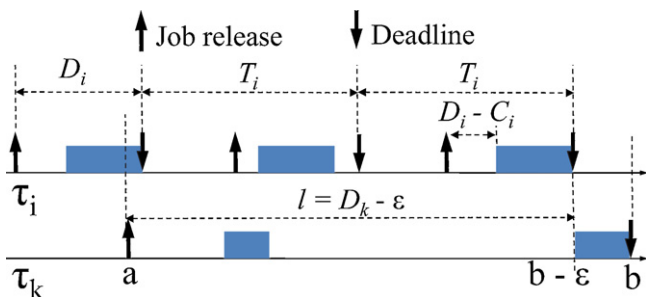 Job release Deadline
D_i T_i T_i
D_i - C_i
τ_i
l = D_k - ε
τ_k a b - ε b